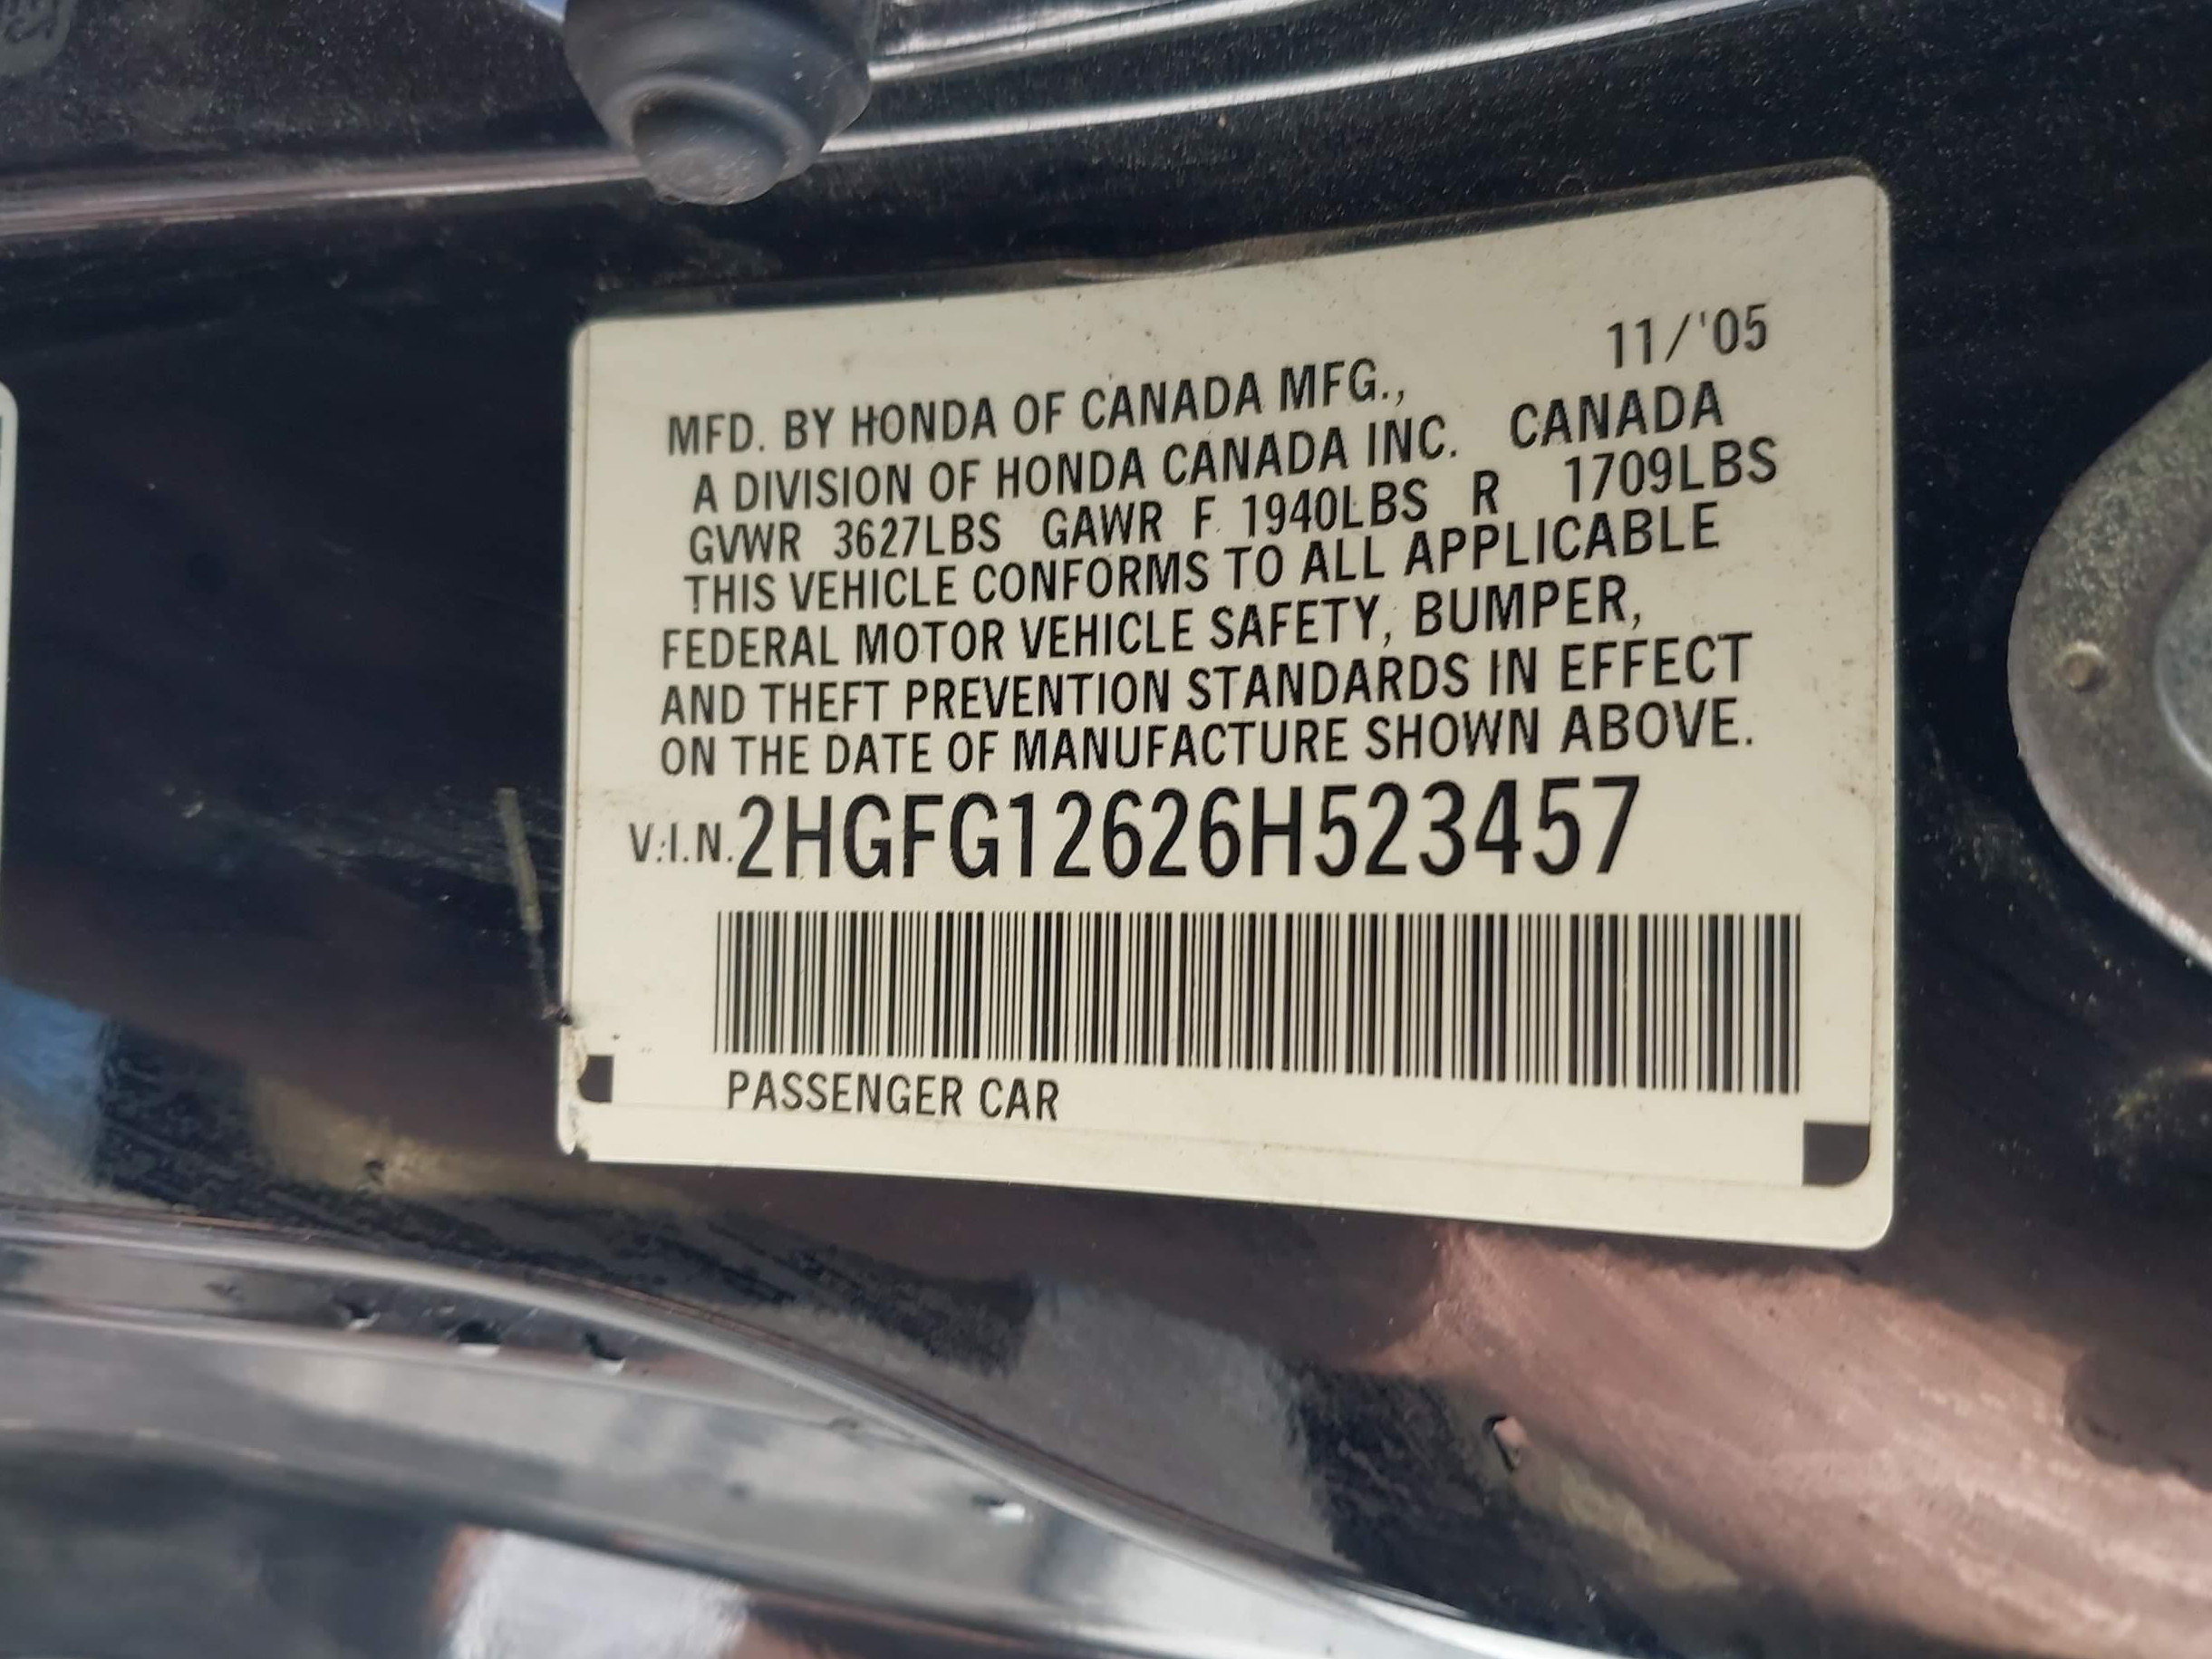 11/'05
MFD. BY HONDA OF CANADA MFG.,
A DIVISION OF HONDA CANADA INC. CANADA
GVWR 3627LBS GAWR F 1940LBS R 1709LBS
THIS VEHICLE CONFORMS TO ALL APPLICABLE
FEDERAL MOTOR VEHICLE SAFETY, BUMPER,
AND THEFT PREVENTION STANDARDS IN EFFECT
ON THE DATE OF MANUFACTURE SHOWN ABOVE.
V.I.N. 2HGFG12626H523457
PASSENGER CAR